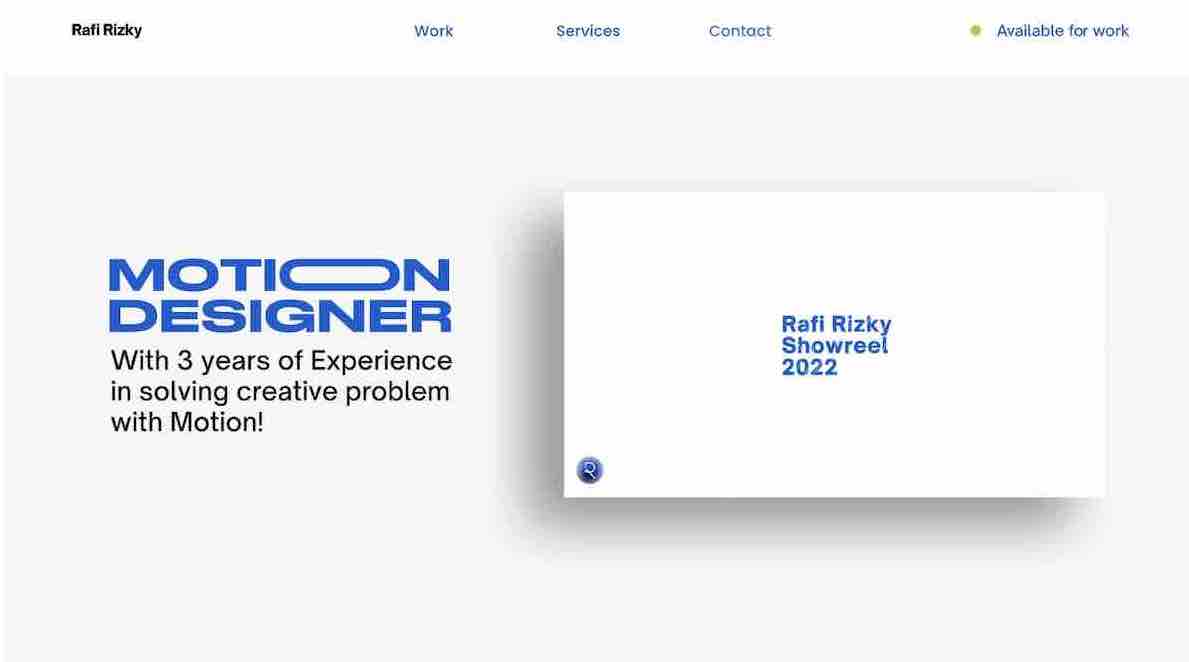 Rafi Rizky
Work
Services
Contact
Available for work
MOTION
DESIGNER
With 3 years of Experience
in solving creative problem
with Motion!
Rafi Rizky
Showreel
2022
R